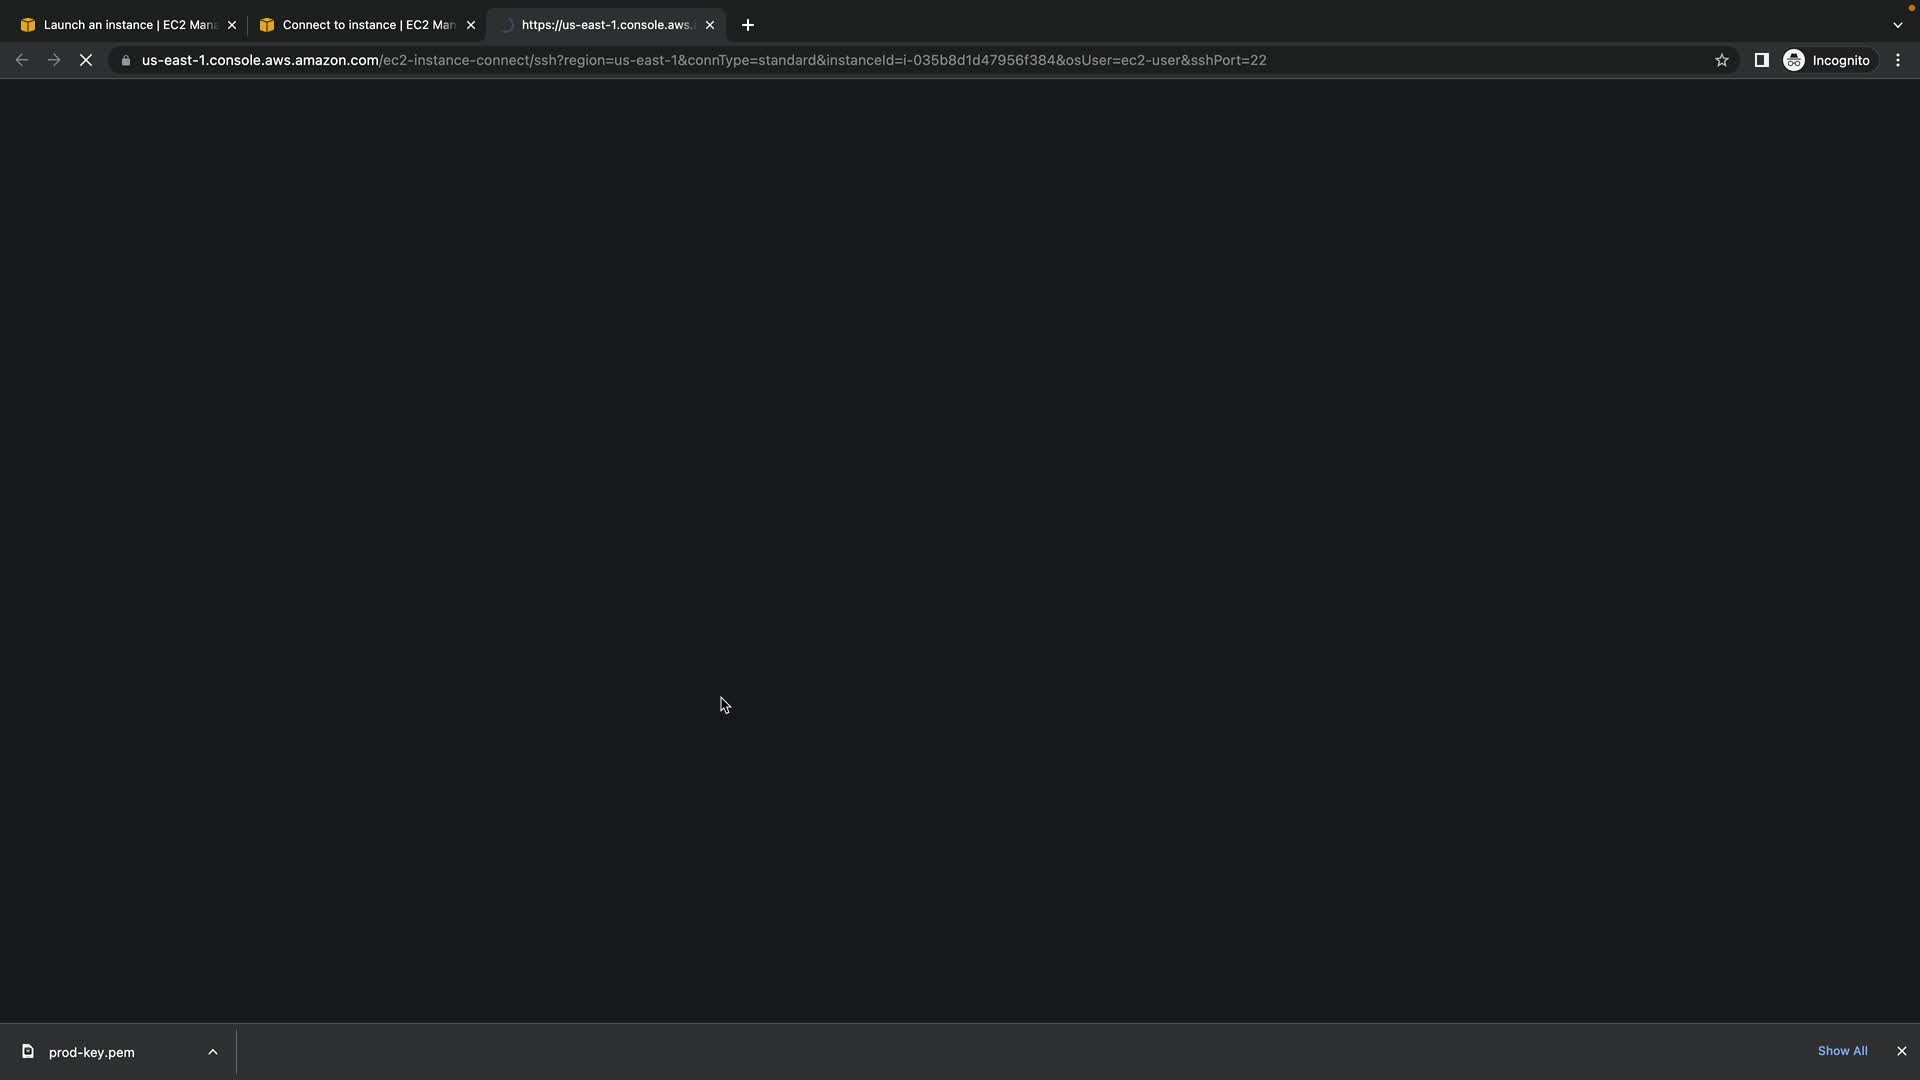 Launch an instance | EC2 Mana
Connect to instance | EC2 Man
https://us-east-1.console.aws.
us-east-1.console.aws.amazon.com/ec2-instance-connect/ssh?region=us-east-1&connType=standard&instanceId=i-035b8d1d47956f384&osUser=ec2-user&sshPort=22
Incognito
prod-key.pem
Show All